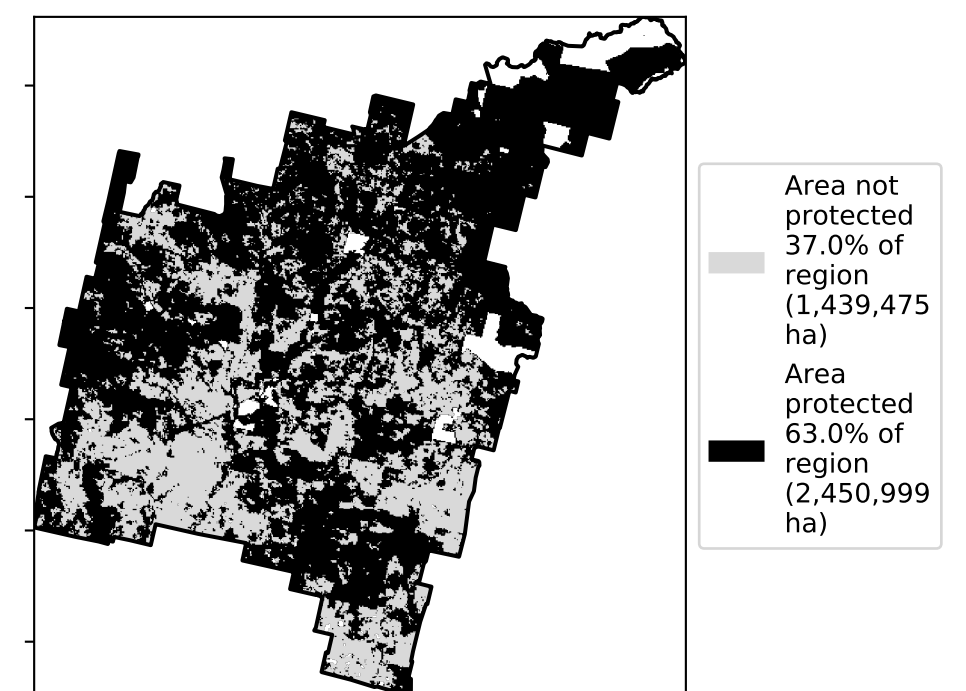 Area not
protected
37.0% of
region
(1,439,475
ha)
Area
protected
63.0% of
region
(2,450,999
ha)